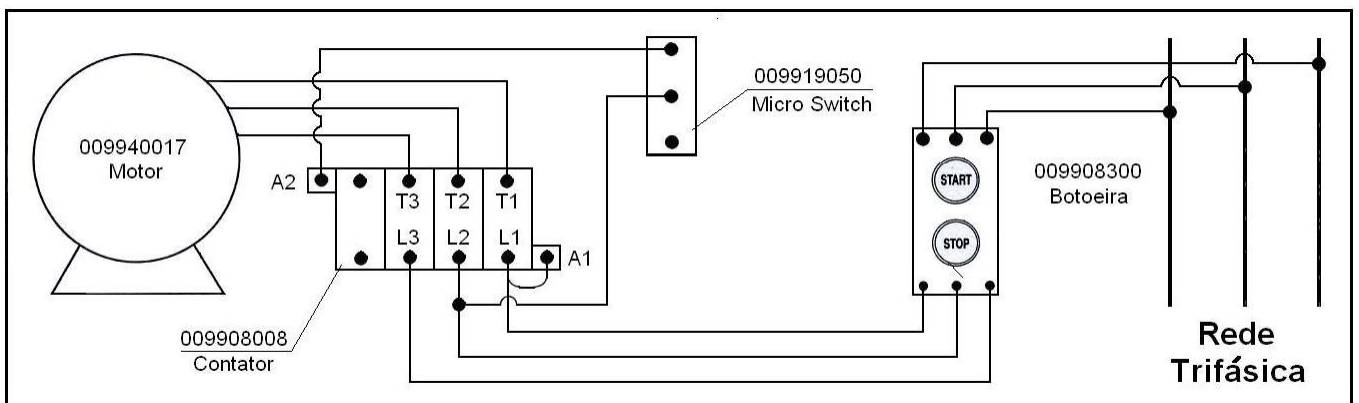 009940017
Motor
A2
T3 T2 T1
L3 L2 L1
A1
009908008
Contator
009919050
Micro Switch
START
STOP
009908300
Botoeira
Rede
Trifásica